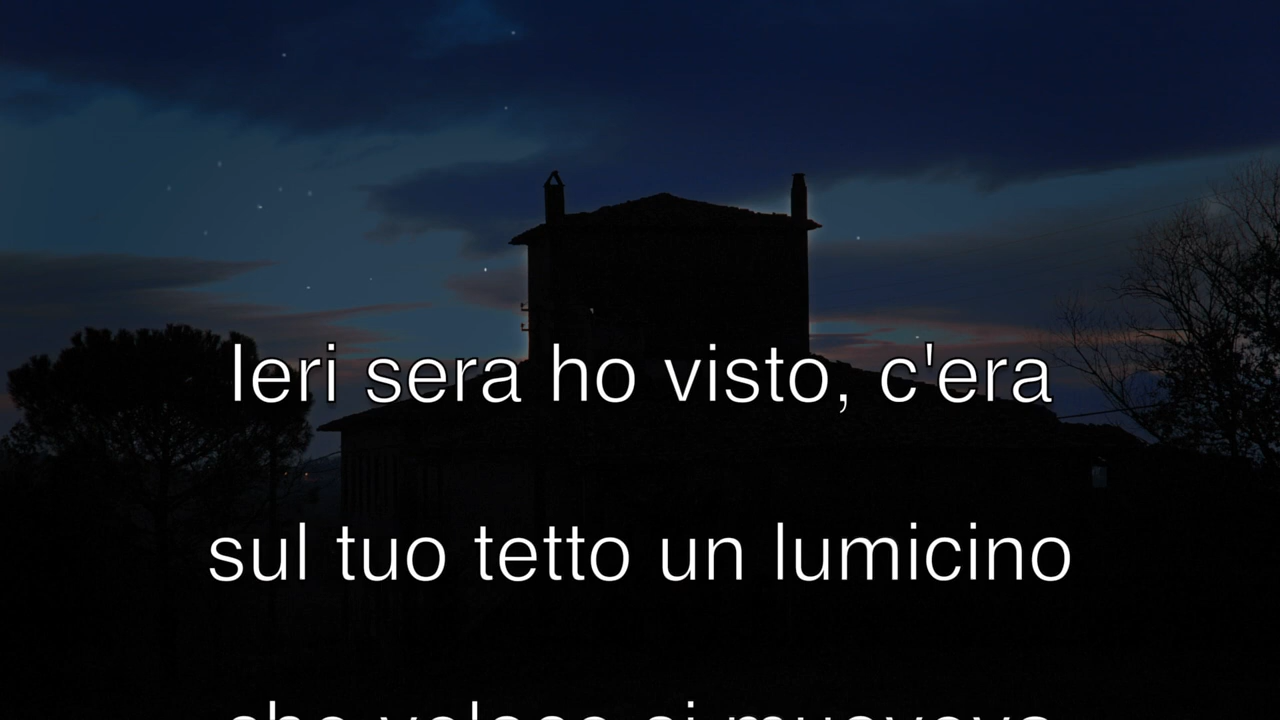 Ieri sera ho visto, c'era
sul tuo tetto un lumicino